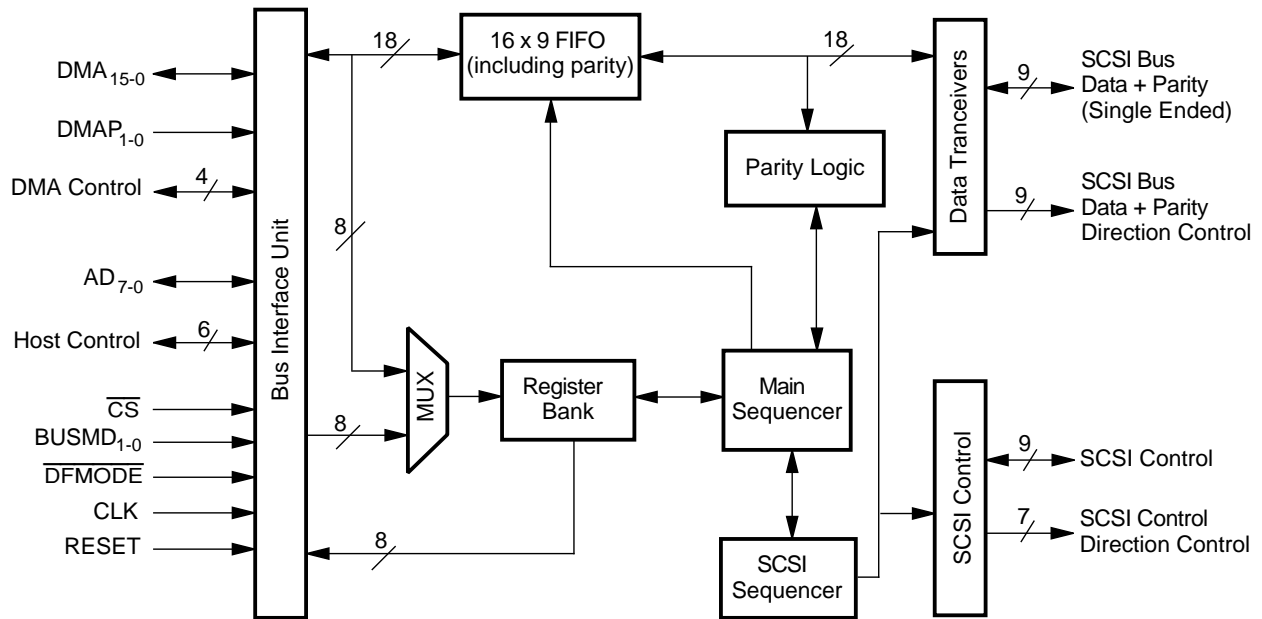 DMA15-0
DMAP1-0
DMA Control
4
AD7-0
Host Control
6
CS
BUSMD1-0
DFMODE
CLK
RESET
Bus Interface Unit
18
16 x 9 FIFO
(including parity)
18
8
Parity Logic
MUX
8
Register
Bank
Main
Sequencer
8
SCSI
Sequencer
Data Tranceivers
9
SCSI Bus
Data + Parity
(Single Ended)
9
SCSI Bus
Data + Parity
Direction Control
SCSI Control
9
SCSI Control
7
SCSI Control
Direction Control